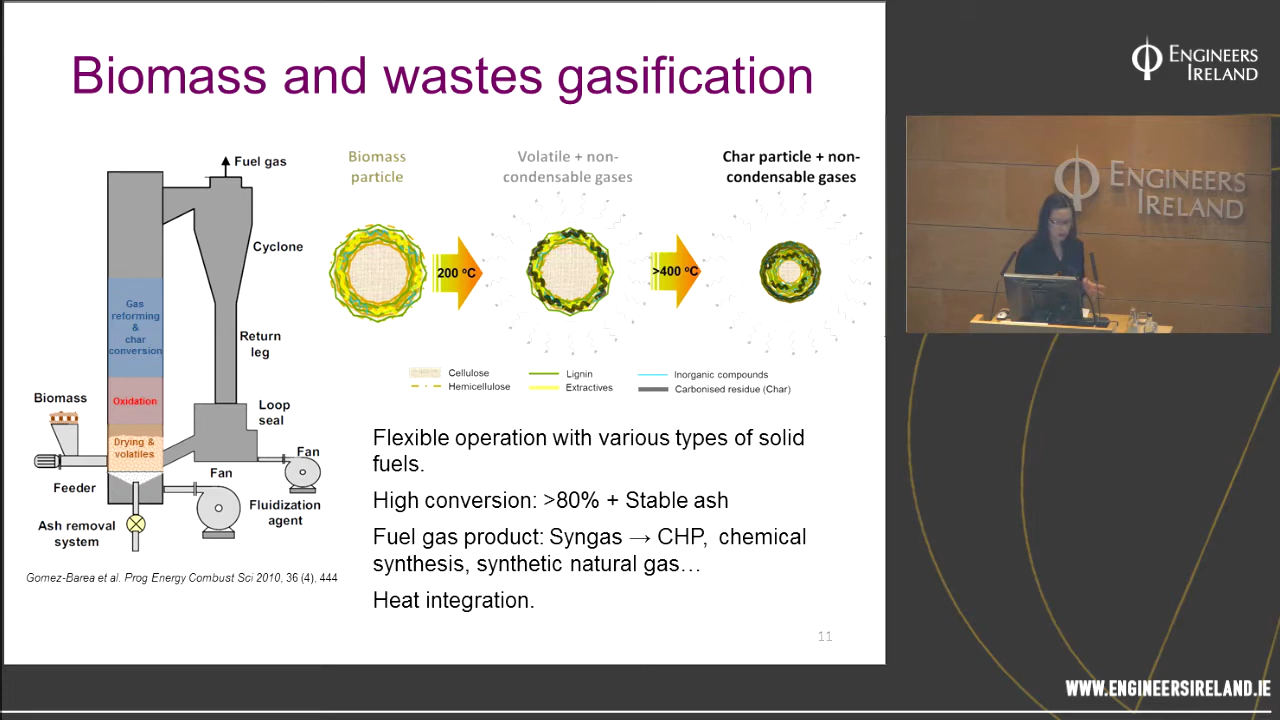 Biomass and wastes gasification
Fuel gas
Cyclone
Gas
reforming
&
char
conversion
Return
leg
Oxidation
Biomass
Loop
seal
Drying &
volatiles
Fan
Fan
Feeder
Fluidization
agent
Ash removal
system
Gomez-Barea et al. Prog Energy Combust Sci 2010, 36 (4), 444
Biomass
particle
Volatile + non-
condensable gases
Char particle + non-
condensable gases
200 °C
>400 °C
Cellulose
Hemicellulose
Lignin
Extractives
Inorganic compounds
Carbonised residue (Char)
Flexible operation with various types of solid
fuels.
High conversion: >80% + Stable ash
Fuel gas product: Syngas → CHP, chemical
synthesis, synthetic natural gas…
Heat integration.
11
ENGINEERS
IRELAND
ENGINEERS
IRELAND
WWW.ENGINEERSIRELAND.IE